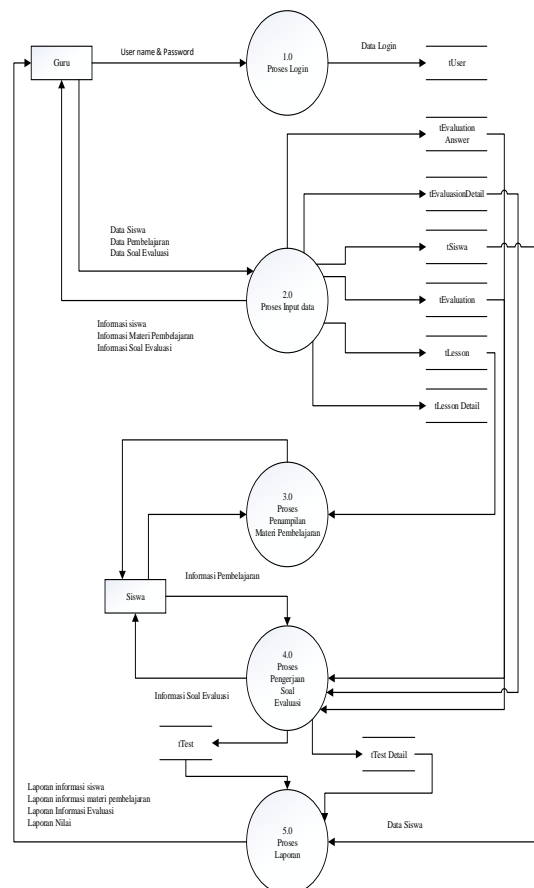 Guru
User name & Password
1.0
Proses Login
Data Login
tUser
tEvaluation
Answer
tEvaluasionDetail
Data Siswa
Data Pembelajaran
Data Soal Evaluasi
tSiswa
2.0
Proses Input data
tEvaluation
Informasi siswa
Informasi Materi Pembelajaran
Informasi Soal Evaluasi
tLesson
tLesson Detail
3.0
Proses
Penampilan
Materi Pembelajaran
Informasi Pembelajaran
Siswa
4.0
Proses
Pengerjaan
Soal
Evaluasi
Informasi Soal Evaluasi
tTest
tTest Detail
Laporan informasi siswa
Laporan informasi materi pembelajaran
Laporan Informasi Evaluasi
Laporan Nilai
5.0
Proses
Laporan
Data Siswa